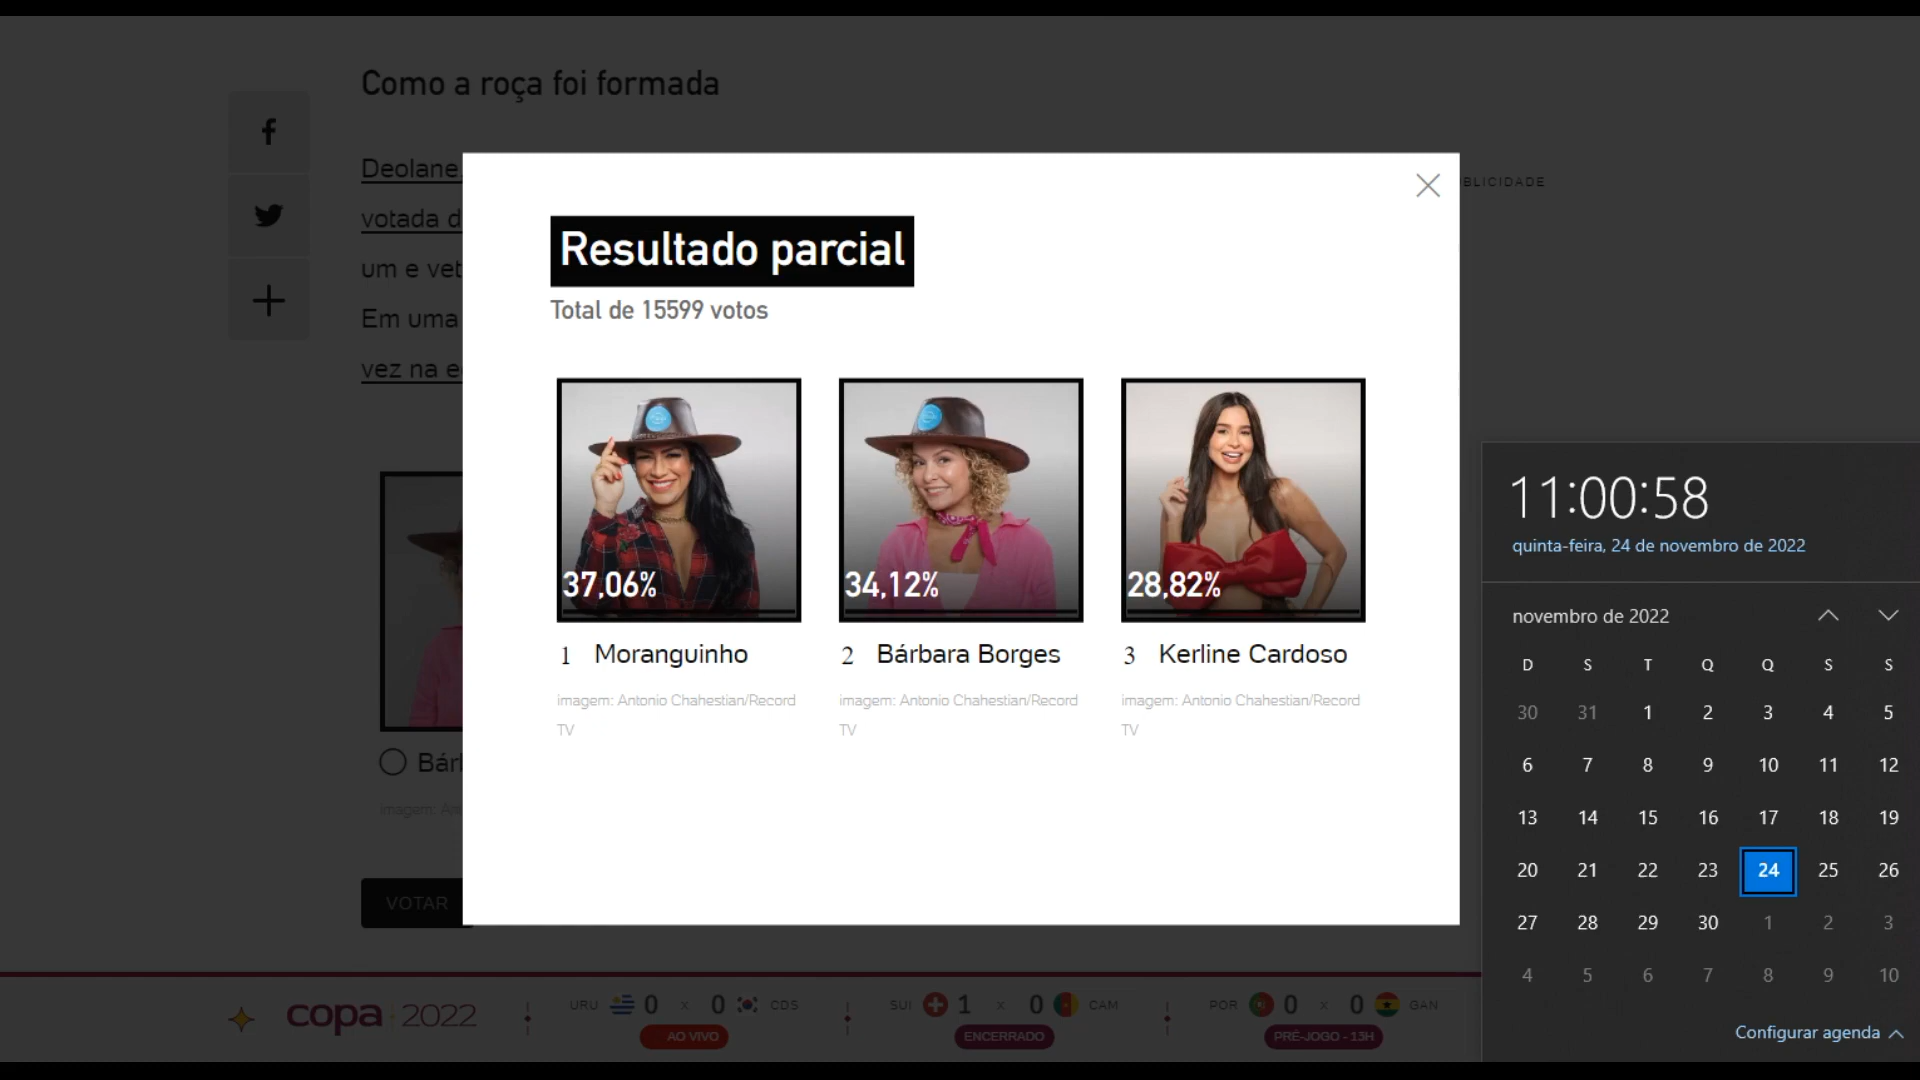 Como a roça foi formada
Deolane
votada d
um e vet
Em uma
vez na e
BLICIDADE
Resultado parcial
Total de 15599 votos
37,06%
34,12%
28,82%
1 Moranguinho
2 Bárbara Borges
3 Kerline Cardoso
imagem: Antonio Chahestian/Record
TV
imagem: Antonio Chahestian/Record
TV
imagem: Antonio Chahestian/Record
TV
Bárl
imagem: An
VOTAR
11:00:58
quinta-feira, 24 de novembro de 2022
novembro de 2022
D S T Q Q S S
30 31 1 2 3 4 5
6 7 8 9 10 11 12
13 14 15 16 17 18 19
20 21 22 23 24 25 26
27 28 29 30 1 2 3
4 5 6 7 8 9 10
Configurar agenda
copa 2022
URU 0 x 0 CDS
AO VIVO
SUI 1 x 0 CAM
ENCERRADO
POR 0 x 0 GAN
PRÉ-JOGO - 13H